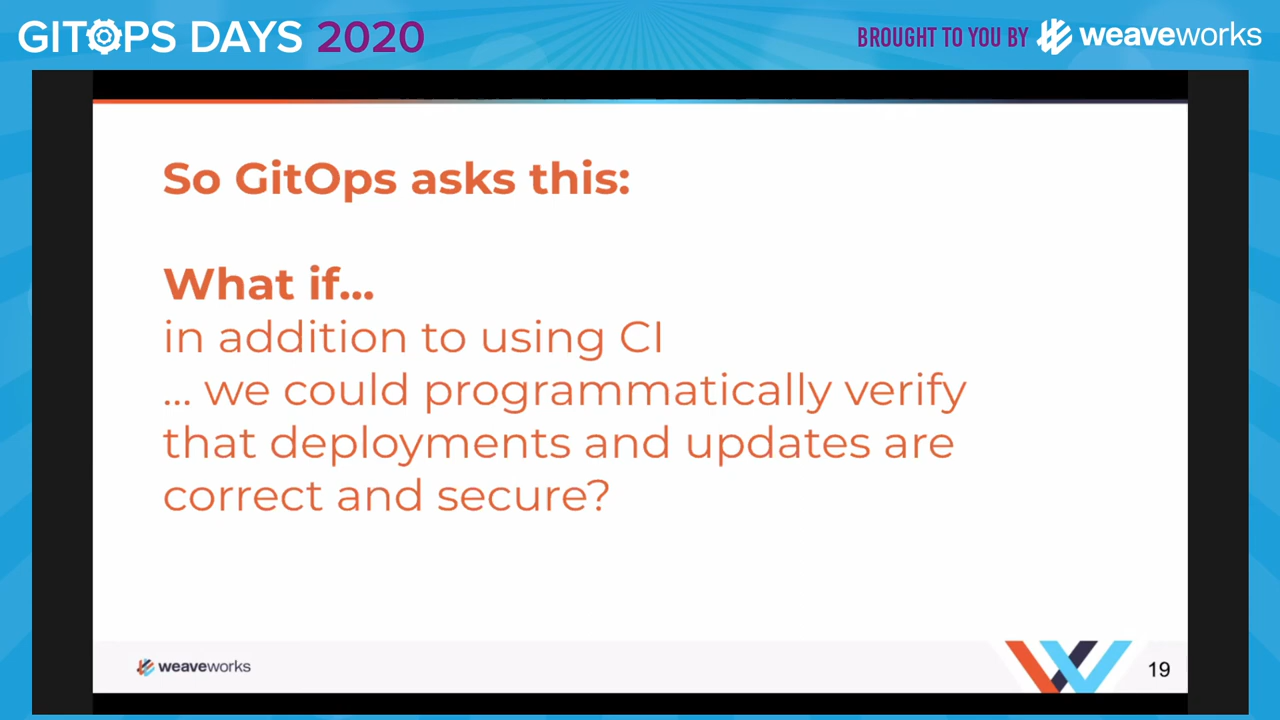 GITOPS DAYS 2020
BROUGHT TO YOU BY weaveworks
So GitOps asks this:
What if...
in addition to using CI
... we could programmatically verify
that deployments and updates are
correct and secure?
weaveworks
19